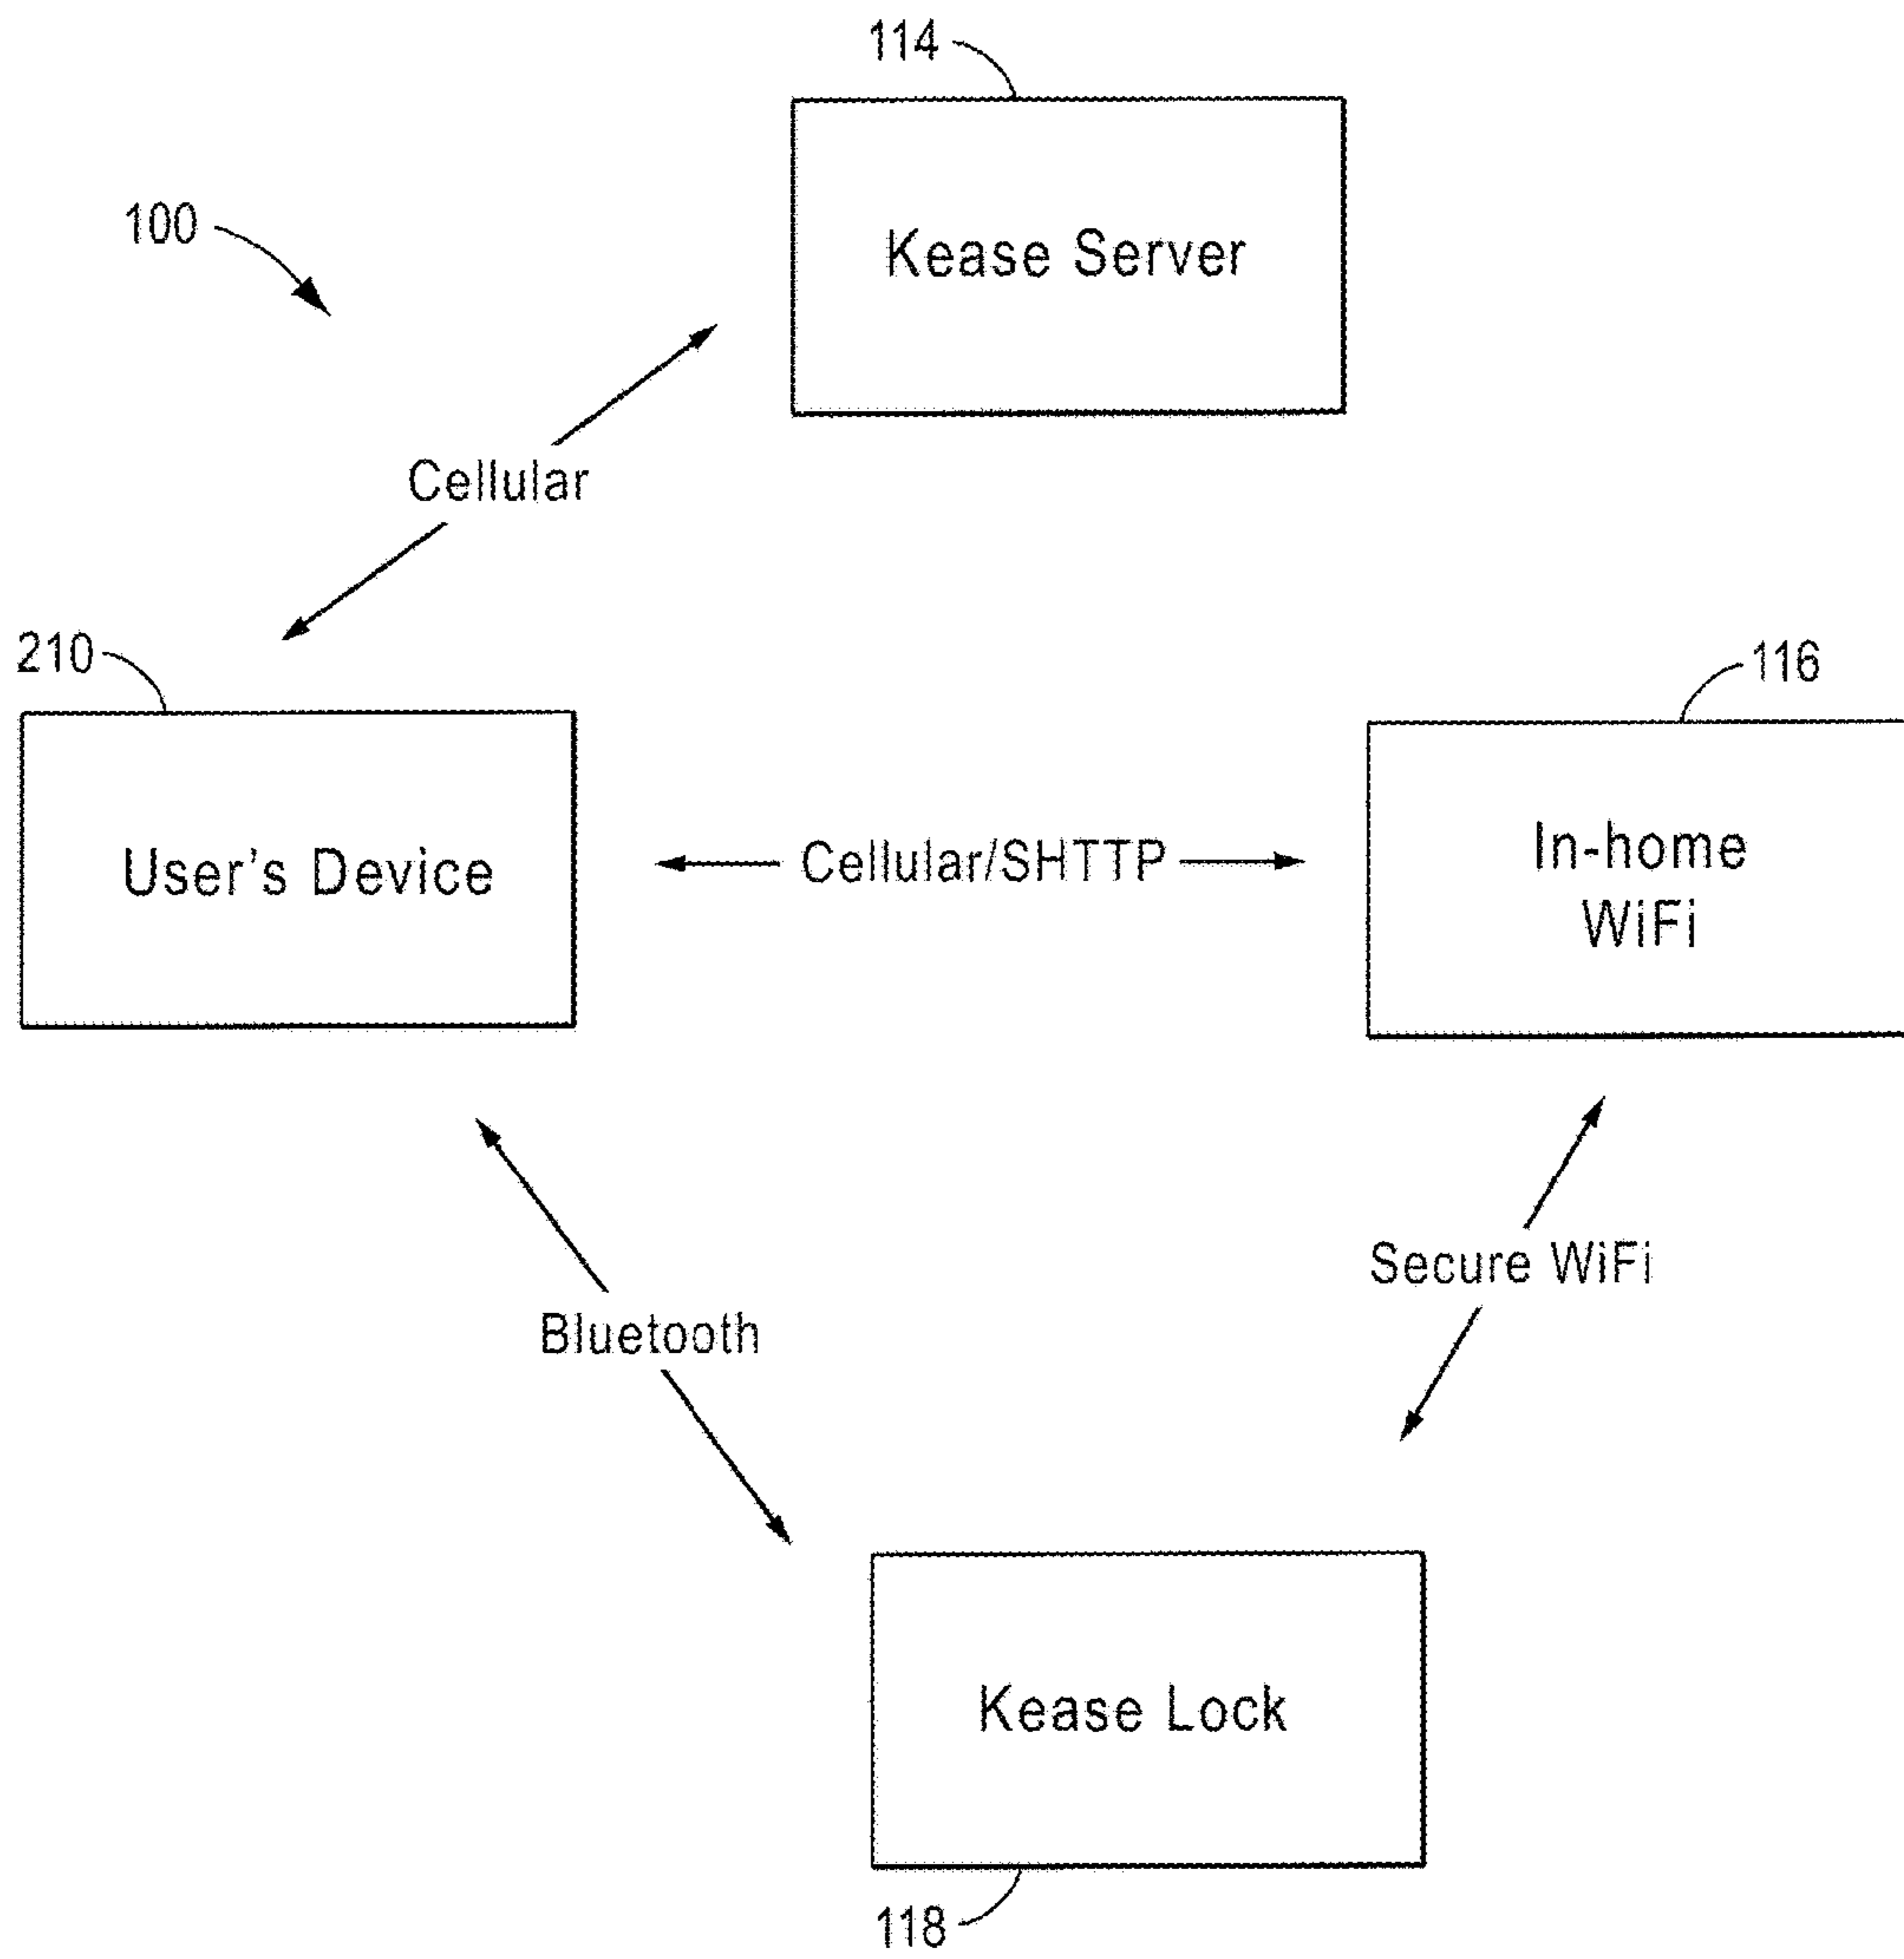 114
100
Kease Server
Cellular
210
116
User's Device
Cellular/SHTTP
In-home
WiFi
Secure WiFi
Bluetooth
Kease Lock
118